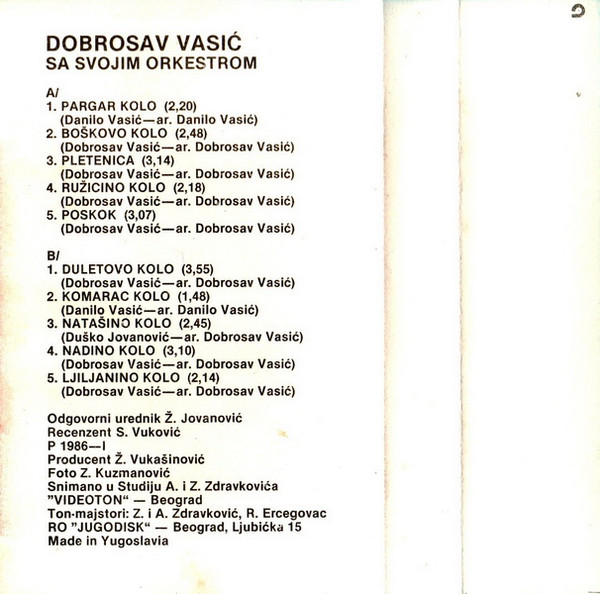 DOBROSAV VASIĆ
SA SVOJIM ORKESTROM
A/
1. PARGAR KOLO (2,20)
(Danilo Vasić—ar. Danilo Vasić)
2. BOŠKOVO KOLO (2,48)
(Dobrosav Vasić—ar. Dobrosav Vasić)
3. PLETENICA (3,14)
(Dobrosav Vasić—ar. Dobrosav Vasić)
4. RUŽICINO KOLO (2,18)
(Dobrosav Vasić—ar. Dobrosav Vasić)
5. POSKOK (3,07)
(Dobrosav Vasić—ar. Dobrosav Vasić)
B/
1. DULETOVO KOLO (3,55)
(Dobrosav Vasić—ar. Dobrosav Vasić)
2. KOMARAC KOLO (1,48)
(Danilo Vasić—ar. Danilo Vasić)
3. NATAŠINO KOLO (2,45)
(Duško Jovanović—ar. Dobrosav Vasić)
4. NADINO KOLO (3,10)
(Dobrosav Vasić—ar. Dobrosav Vasić)
5. LJILJANINO KOLO (2,14)
(Dobrosav Vasić—ar. Dobrosav Vasić)
Odgovorni urednik Ž. Jovanović
Recenzent S. Vuković
P 1986—I
Producent Ž. Vukašinović
Foto Z. Kuzmanović
Snimano u Studiju A. i Z. Zdravkovića
"VIDEOTON“ — Beograd
Ton-majstori: Z. i A. Zdravković, R. Ercegovac
RO "JUGODISK“ — Beograd, Ljubićka 15
Made in Yugoslavia